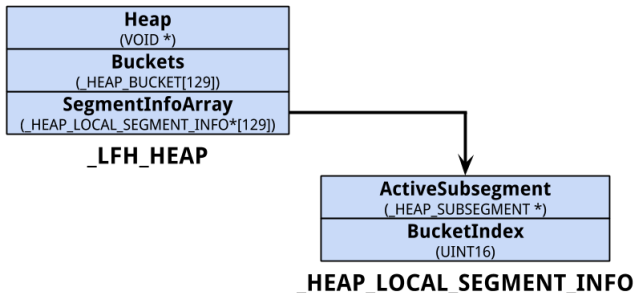 Heap
(VOID *)
Buckets
(_HEAP_BUCKET[129])
SegmentInfoArray
(_HEAP_LOCAL_SEGMENT_INFO*[129])
_LFH_HEAP
ActiveSubsegment
(_HEAP_SUBSEGMENT *)
BucketIndex
(UINT16)
_HEAP_LOCAL_SEGMENT_INFO